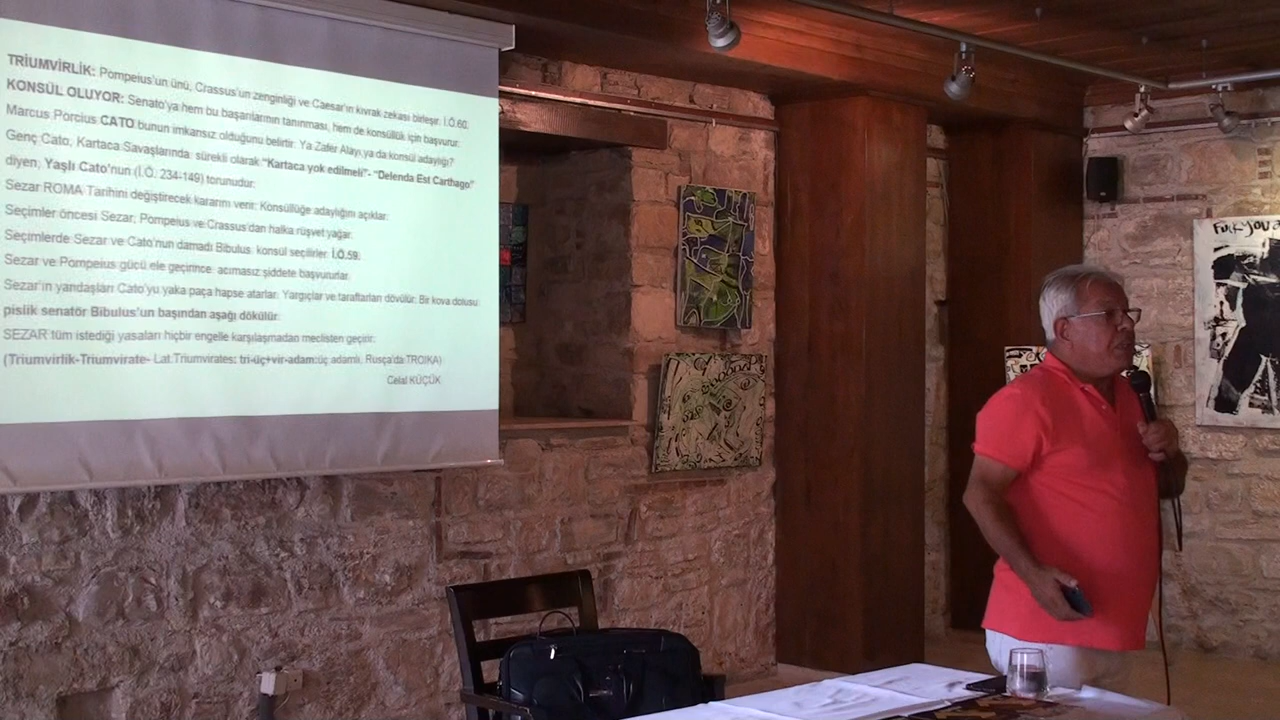 TRİUMVİRLİK: Pompeius'un ünü, Crassus'un zenginliği ve Caesar'ın kıvrak zekası birleşir. İ.Ö.60.
KONSÜL OLUYOR: Senato'ya hem bu başarılarının tanınması, hem de konsüllük için başvurur.
Marcus Porcius CATO bunun imkansız olduğunu belirtir. Ya Zafer Alayı,ya da konsül adaylığı?
Genç Cato, Kartaca Savaşlarında sürekli olarak "Kartaca yok edilmeli"- "Delenda Est Carthago"
diyen; Yaşlı Cato'nun (İ.Ö. 234-149) torunudur.
Sezar ROMA Tarihini değiştirecek kararını verir; Konsüllüğe adaylığını açıklar.
Seçimler öncesi Sezar; Pompeius ve Crassus'dan halka rüşvet yağar.
Seçimlerde Sezar ve Cato'nun damadı Bibulus konsül seçilirler. İ.Ö.59.
Sezar ve Pompeius gücü ele geçirince acımasız şiddete başvururlar.
Sezar'ın yandaşları Cato'yu yaka paça hapse atarlar. Yargıçlar ve taraftarları dövülür. Bir kova dolusu
pislik senatör Bibulus'un başından aşağı dökülür.
SEZAR tüm istediği yasaları hiçbir engelle karşılaşmadan meclisten geçirir.
(Triumvirlik-Triumvirate- Lat.Triumvirates: tri-üç+vir-adam:üç adamlı, Rusça'da TROIKA)
Celal KÜÇÜK
FUCK YOU